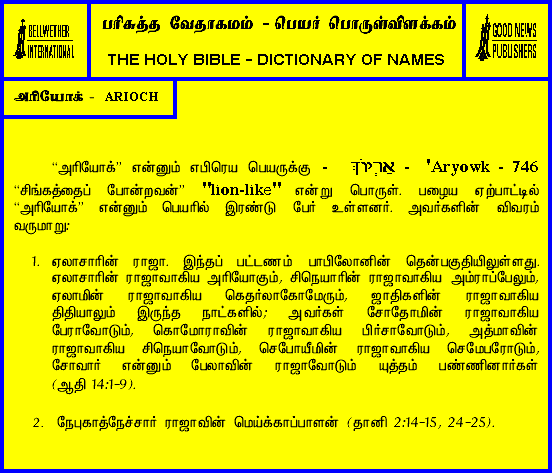 BELLWETHER
INTERNATIONAL
பரிசுத்த வேதாகமம் - பெயர் பொருள்விளக்கம்
THE HOLY BIBLE - DICTIONARY OF NAMES
GOOD NEWS
PUBLISHERS
அரியோக் - ARIOCH
“அரியோக்” என்னும் எபிரெய பெயருக்கு - אֲרְיוֹךְ - 'Aryowk - 746
“சிங்கத்தைப் போன்றவன்” "lion-like" என்று பொருள். பழைய ஏற்பாட்டில்
“அரியோக்” என்னும் பெயரில் இரண்டு பேர் உள்ளனர். அவர்களின் விவரம்
வருமாறு:
1. ஏலாசாரின் ராஜா. இந்தப் பட்டணம் பாபிலோனின் தென்பகுதியிலுள்ளது.
ஏலாசாரின் ராஜாவாகிய அரியோகும், சிநெயாரின் ராஜாவாகிய அம்ராப்பேலும்,
ஏலாமின் ராஜாவாகிய கெதர்லாகோமேரும், ஜாதிகளின் ராஜாவாகிய
திதியாலும் இருந்த நாட்களில்; அவர்கள் சோதோமின் ராஜாவாகிய
பேராவோடும், கொமோராவின் ராஜாவாகிய பிர்சாவோடும், அத்மாவின்
ராஜாவாகிய சிநெயாவோடும், செபோயீமின் ராஜாவாகிய செமேபரோடும்,
சோவார் என்னும் பேலாவின் ராஜாவோடும் யுத்தம் பண்ணினார்கள்
(ஆதி 14:1-9).
2. நேபுகாத்நேச்சார் ராஜாவின் மெய்க்காப்பாளன் (தானி 2:14-15, 24-25).